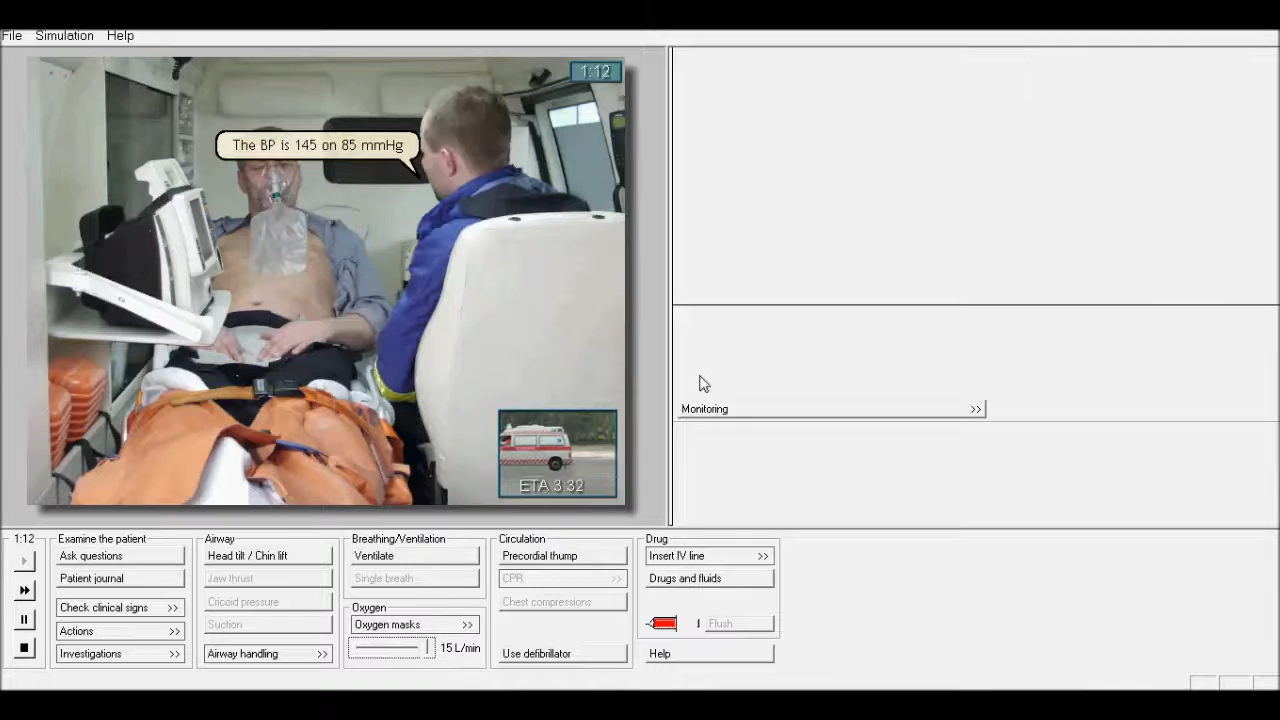 File Simulation Help
1:12
The BP is 145 on 85 mmHg
ETA 3:32
Monitoring >>
1:12
Examine the patient
Ask questions
Patient journal
Check clinical signs >>
Actions >>
Investigations >>
Airway
Head tilt / Chin lift
Jaw thrust
Cricoid pressure
Suction
Airway handling >>
Breathing/Ventilation
Ventilate
Single breath
Oxygen
Oxygen masks >>
15 L/min
Circulation
Precordial thump
CPR >>
Chest compressions
Use defibrillator
Drug
Insert IV line >>
Drugs and fluids
Flush
Help